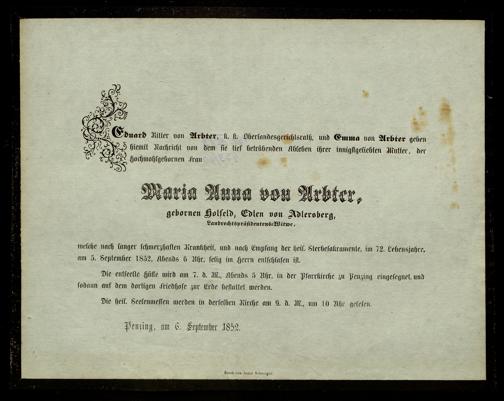 Eduard Ritter von Arbter, k. k. Oberlandesgerichtsrath, und Emma von Arbter geben
hiemit Nachricht von dem sie tief betrübenden Ableben ihrer innigstgeliebten Mutter, der
hochwohlgebornen Frau
Maria Anna von Arbter,
gebornen Holfeld, Edlen von Adlersberg,
Landrechtspräsidentens-Witwe,
welche nach langer schmerzhaften Krankheit, und nach Empfang der heil. Sterbesakramente, im 72. Lebensjahre,
am 5. September 1852, Abends 6 Uhr, selig im Herrn entschlafen ist.
Die entseelte Hülle wird am 7. d. M., Abends 5 Uhr, in der Pfarrkirche zu Penzing eingesegnet, und
sodann auf dem dortigen Friedhofe zur Erde bestattet werden.
Die heil. Seelenmessen werden in derselben Kirche am 9. d. M., um 10 Uhr gelesen.
Penzing, am 6. September 1852.
Druck von